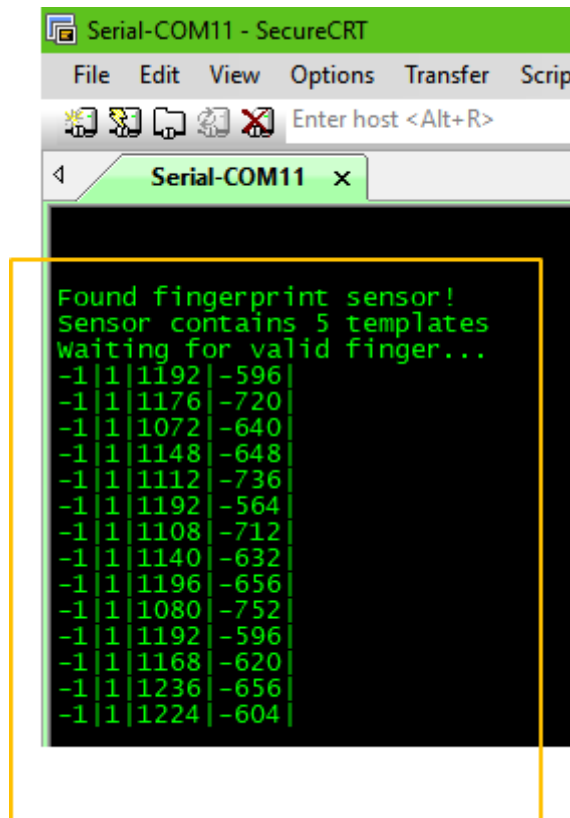 Serial-COM11 - SecureCRT
File Edit View Options Transfer Scrip
Enter host <Alt+R>
Serial-COM11 x
Found fingerprint sensor!
Sensor contains 5 templates
Waiting for valid finger...
-1|1|1192|-596|
-1|1|1176|-720|
-1|1|1072|-640|
-1|1|1148|-648|
-1|1|1112|-736|
-1|1|1192|-564|
-1|1|1108|-712|
-1|1|1140|-632|
-1|1|1196|-656|
-1|1|1080|-752|
-1|1|1192|-596|
-1|1|1168|-620|
-1|1|1236|-656|
-1|1|1224|-604|